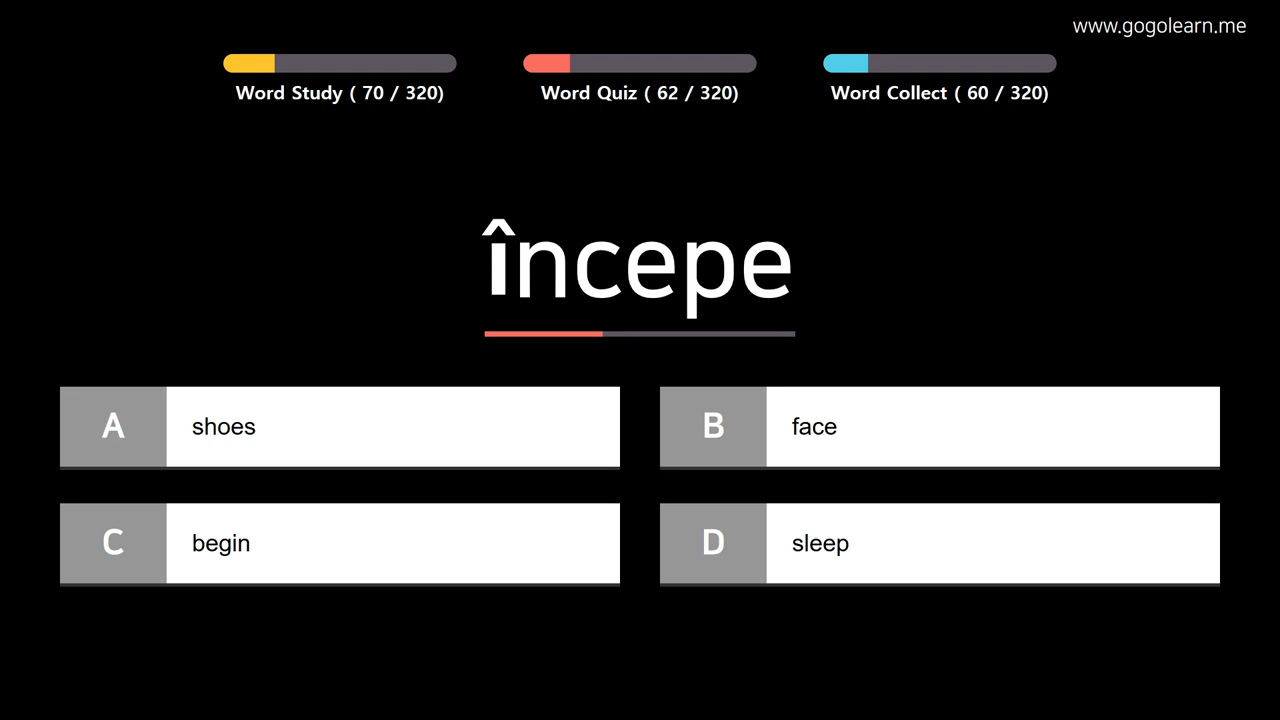 www.gogolearn.me
Word Study ( 70 / 320)
Word Quiz ( 62 / 320)
Word Collect ( 60 / 320)
începe
A shoes
B face
C begin
D sleep